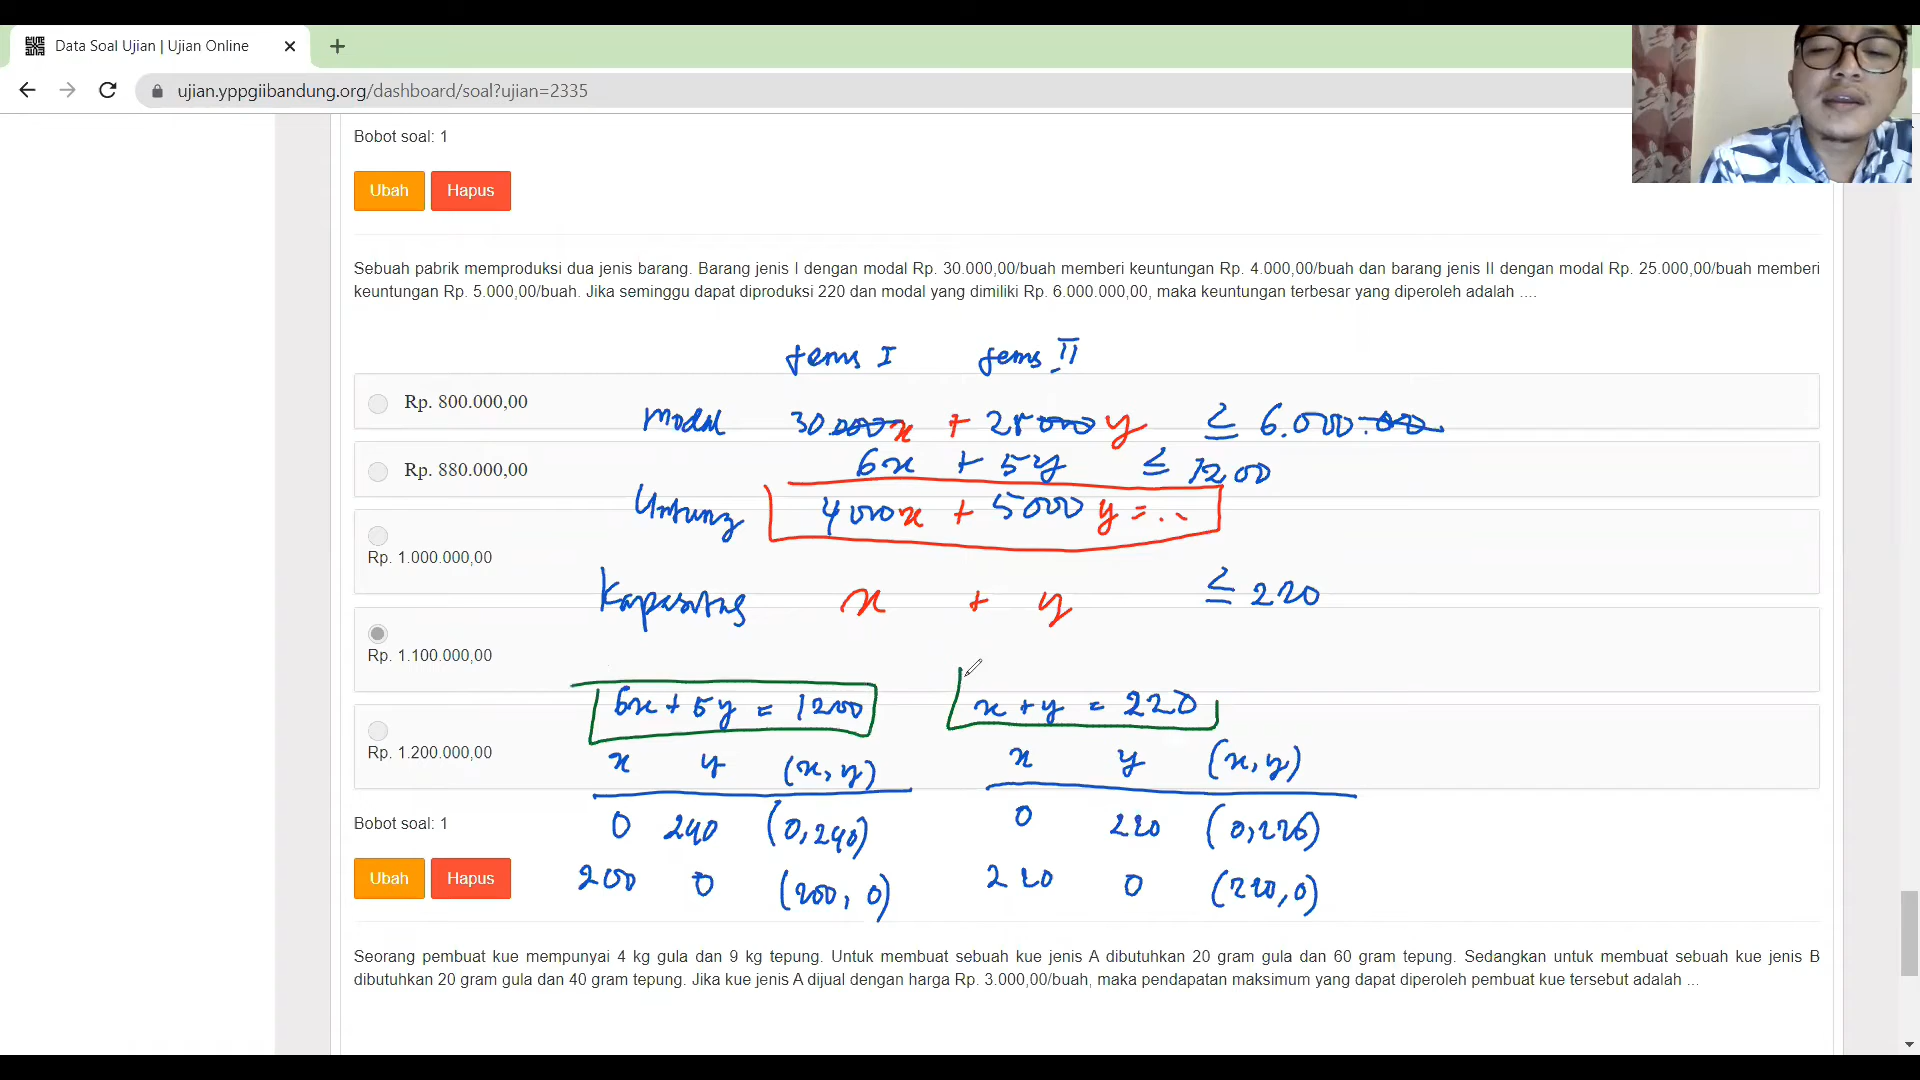 Data Soal Ujian | Ujian Online
ujian.yppgiibandung.org/dashboard/soal?ujian=2335
Bobot soal: 1
Ubah Hapus
Sebuah pabrik memproduksi dua jenis barang. Barang jenis I dengan modal Rp. 30.000,00/buah memberi keuntungan Rp. 4.000,00/buah dan barang jenis II dengan modal Rp. 25.000,00/buah memberi
keuntungan Rp. 5.000,00/buah. Jika seminggu dapat diproduksi 220 dan modal yang dimiliki Rp. 6.000.000,00, maka keuntungan terbesar yang diperoleh adalah ....
Jenis I Jenis II
Rp. 800.000,00
Modal 30.000x + 25000y ≤ 6.000.000
Rp. 880.000,00
6x + 5y ≤ 1200
Untung 4000x + 5000y = ...
Rp. 1.000.000,00
Kapasitas x + y ≤ 220
Rp. 1.100.000,00
6x + 5y = 1200 x + y = 220
Rp. 1.200.000,00
x y (x,y) x y (x,y)
Bobot soal: 1
0 240 (0,240) 0 220 (0,220)
Ubah Hapus
200 0 (200,0) 220 0 (220,0)
Seorang pembuat kue mempunyai 4 kg gula dan 9 kg tepung. Untuk membuat sebuah kue jenis A dibutuhkan 20 gram gula dan 60 gram tepung. Sedangkan untuk membuat sebuah kue jenis B
dibutuhkan 20 gram gula dan 40 gram tepung. Jika kue jenis A dijual dengan harga Rp. 3.000,00/buah, maka pendapatan maksimum yang dapat diperoleh pembuat kue tersebut adalah ...